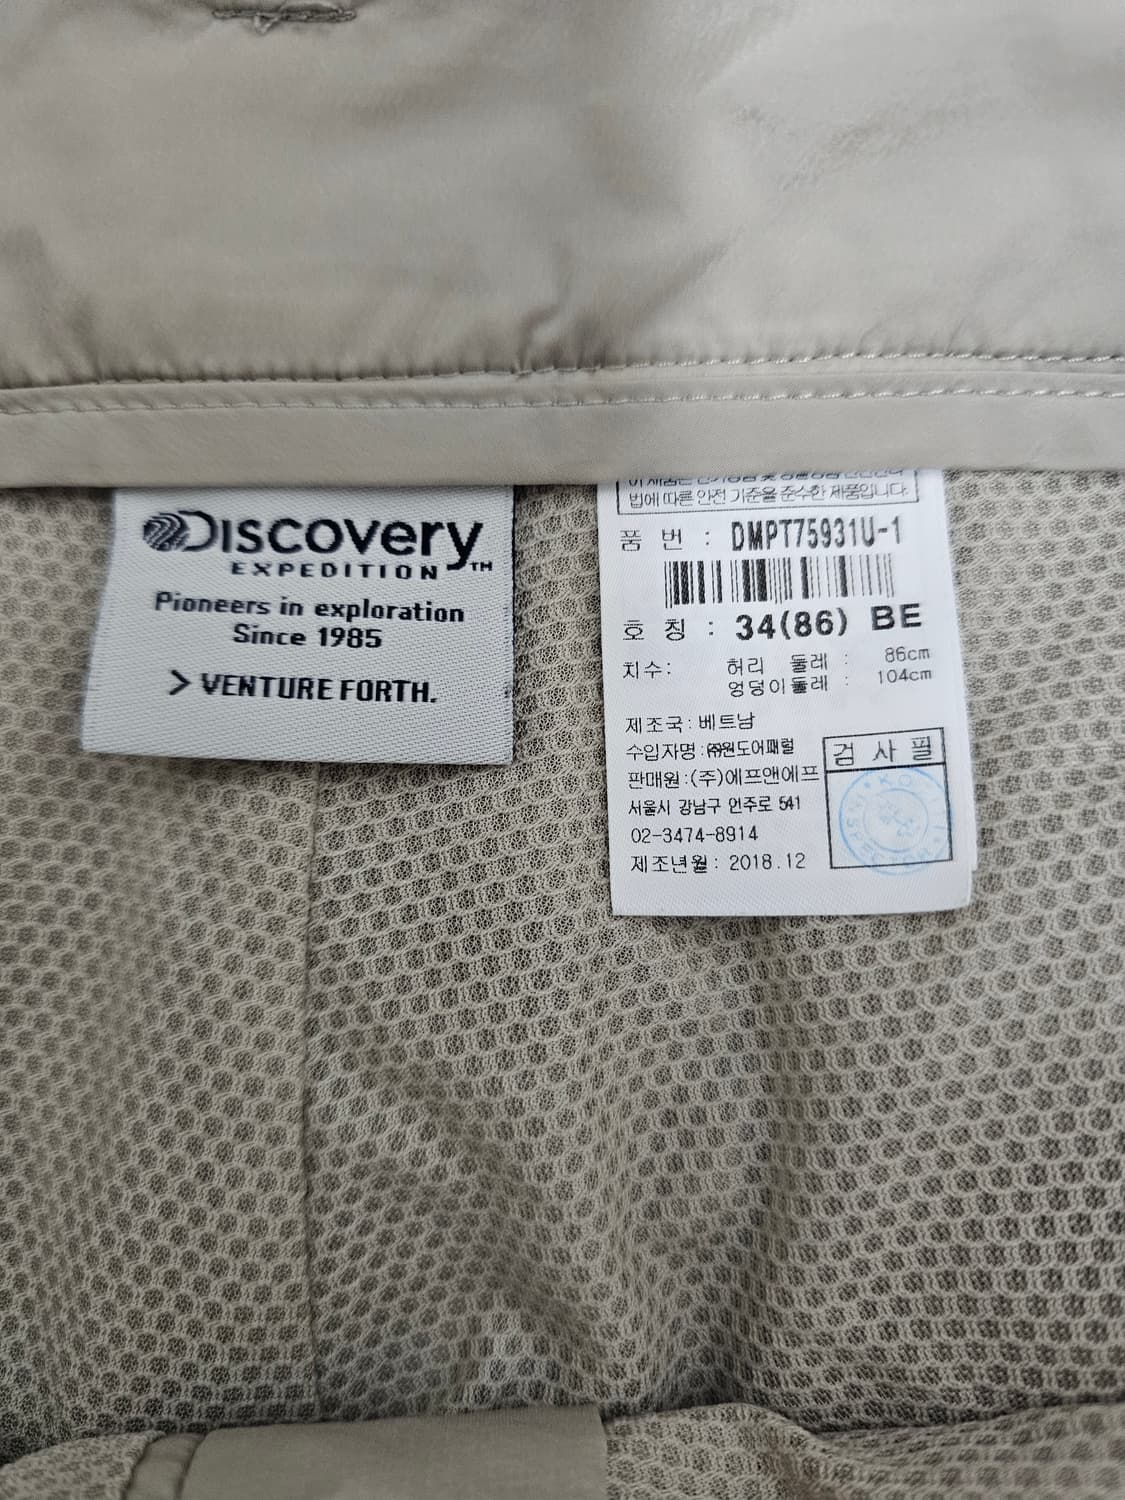 DISCOVERY
EXPEDITION™
Pioneers in exploration
Since 1985
> VENTURE FORTH.
법에 따른 안전 기준을 준수한 제품입니다.
품 번 : DMPT75931U-1
호 칭 : 34(86) BE
치수: 허리 둘레 : 86cm
엉덩이둘레 : 104cm
제조국: 베트남
수입자명: ㈜원도어패럴
판매원:(주)에프앤에프
서울시 강남구 언주로 541
02-3474-8914
제조년월: 2018.12
검 사 필